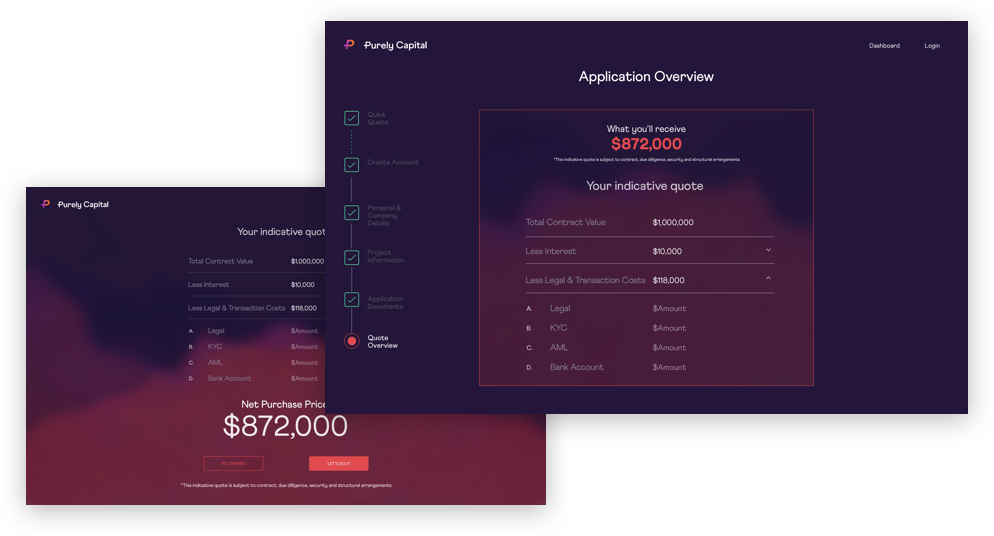 Purely Capital
Dashboard
Login
Application Overview
Quick
Quote
Create Account
Personal &
Company
Details
Project
Information
Application
Documents
Quote
Overview
What you'll receive
$872,000
*This indicative quote is subject to contract, due diligence, security and structural arrangements
Your indicative quote
Total Contract Value $1,000,000
Less Interest $10,000
Less Legal & Transaction Costs $118,000
A. Legal $Amount
B. KYC $Amount
C. AML $Amount
D. Bank Account $Amount
Purely Capital
Your indicative
Total Contract Value $1,000,000
Less Interest $10,000
Less Legal & Transaction Costs $118,000
A. Legal $Amount
B. KYC $Amount
C. AML $Amount
D. Bank Account $Amount
Net Purchase Price
$872,000
NO THANKS
LET'S DO IT
*This indicative quote is subject to contract, due diligence, security and structural arrangements